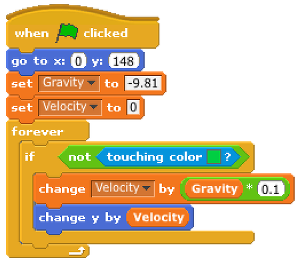 when clicked
go to x: 0 y: 148
set Gravity to -9.81
set Velocity to 0
forever
if not touching color ?
change Velocity by Gravity * 0.1
change y by Velocity